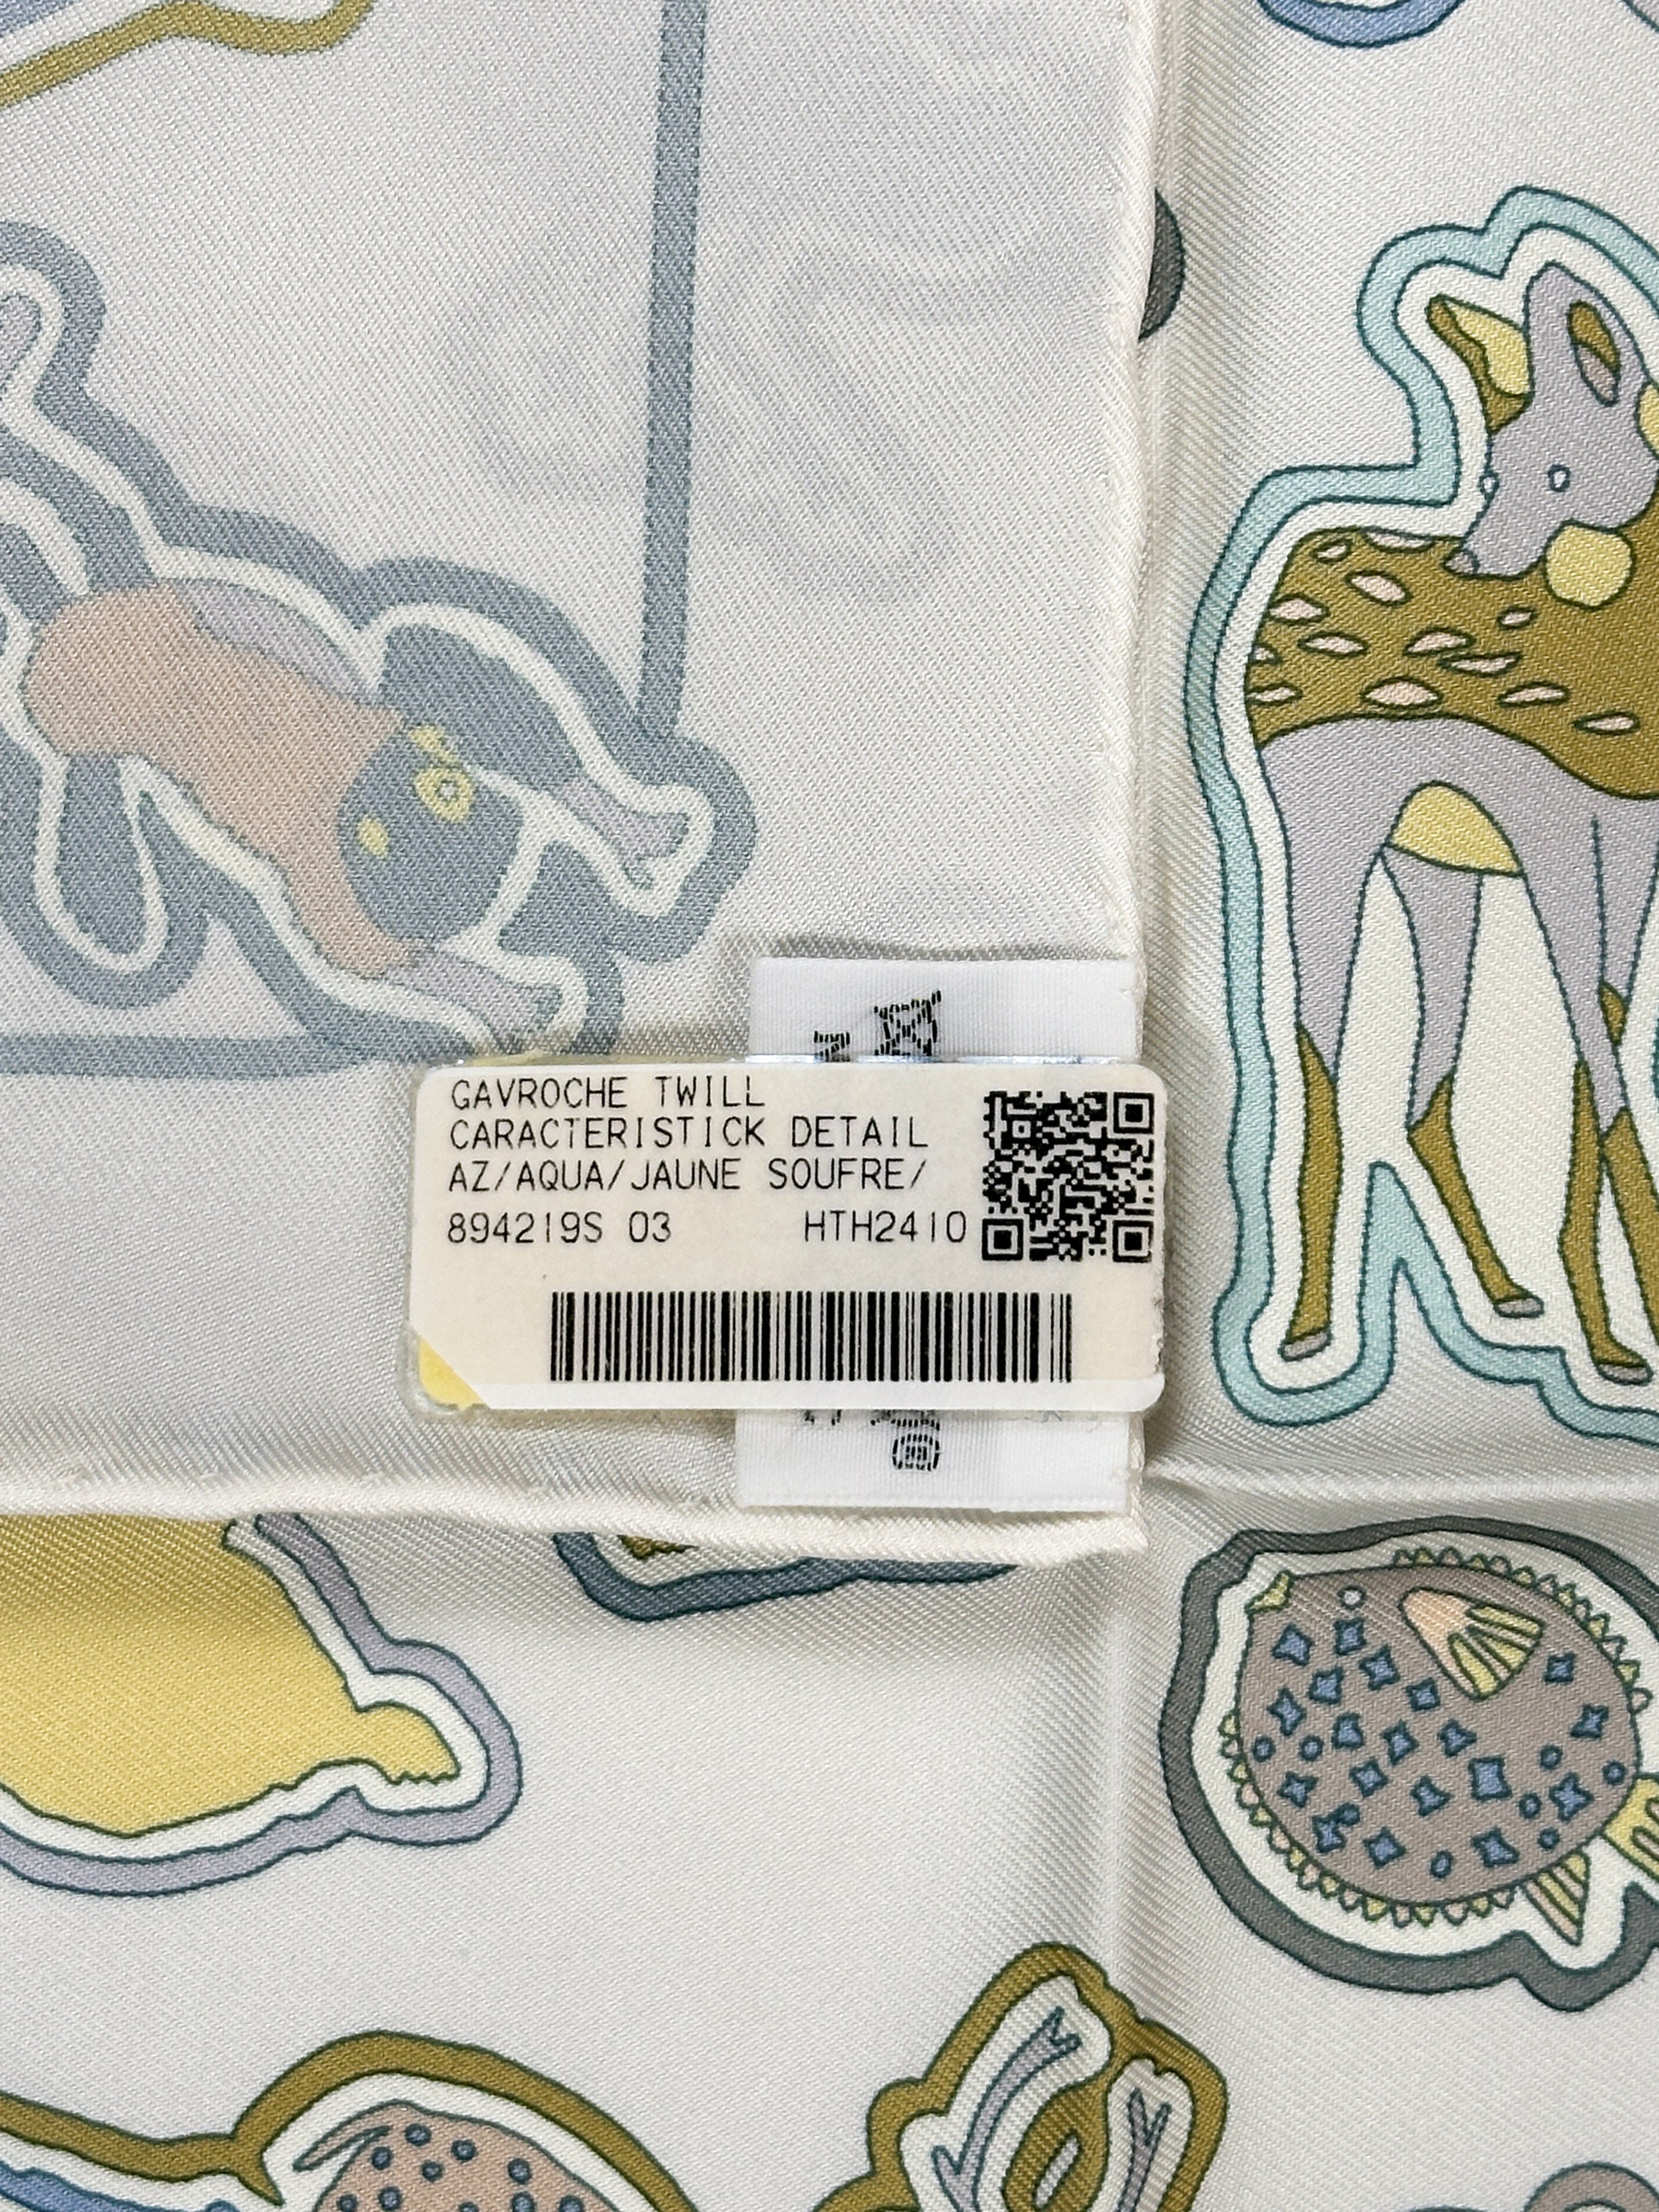 GAVROCHE TWILL
CARACTERISTICK DETAIL
AZ/AQUA/JAUNE SOUFRE/
894219S 03 HTH2410